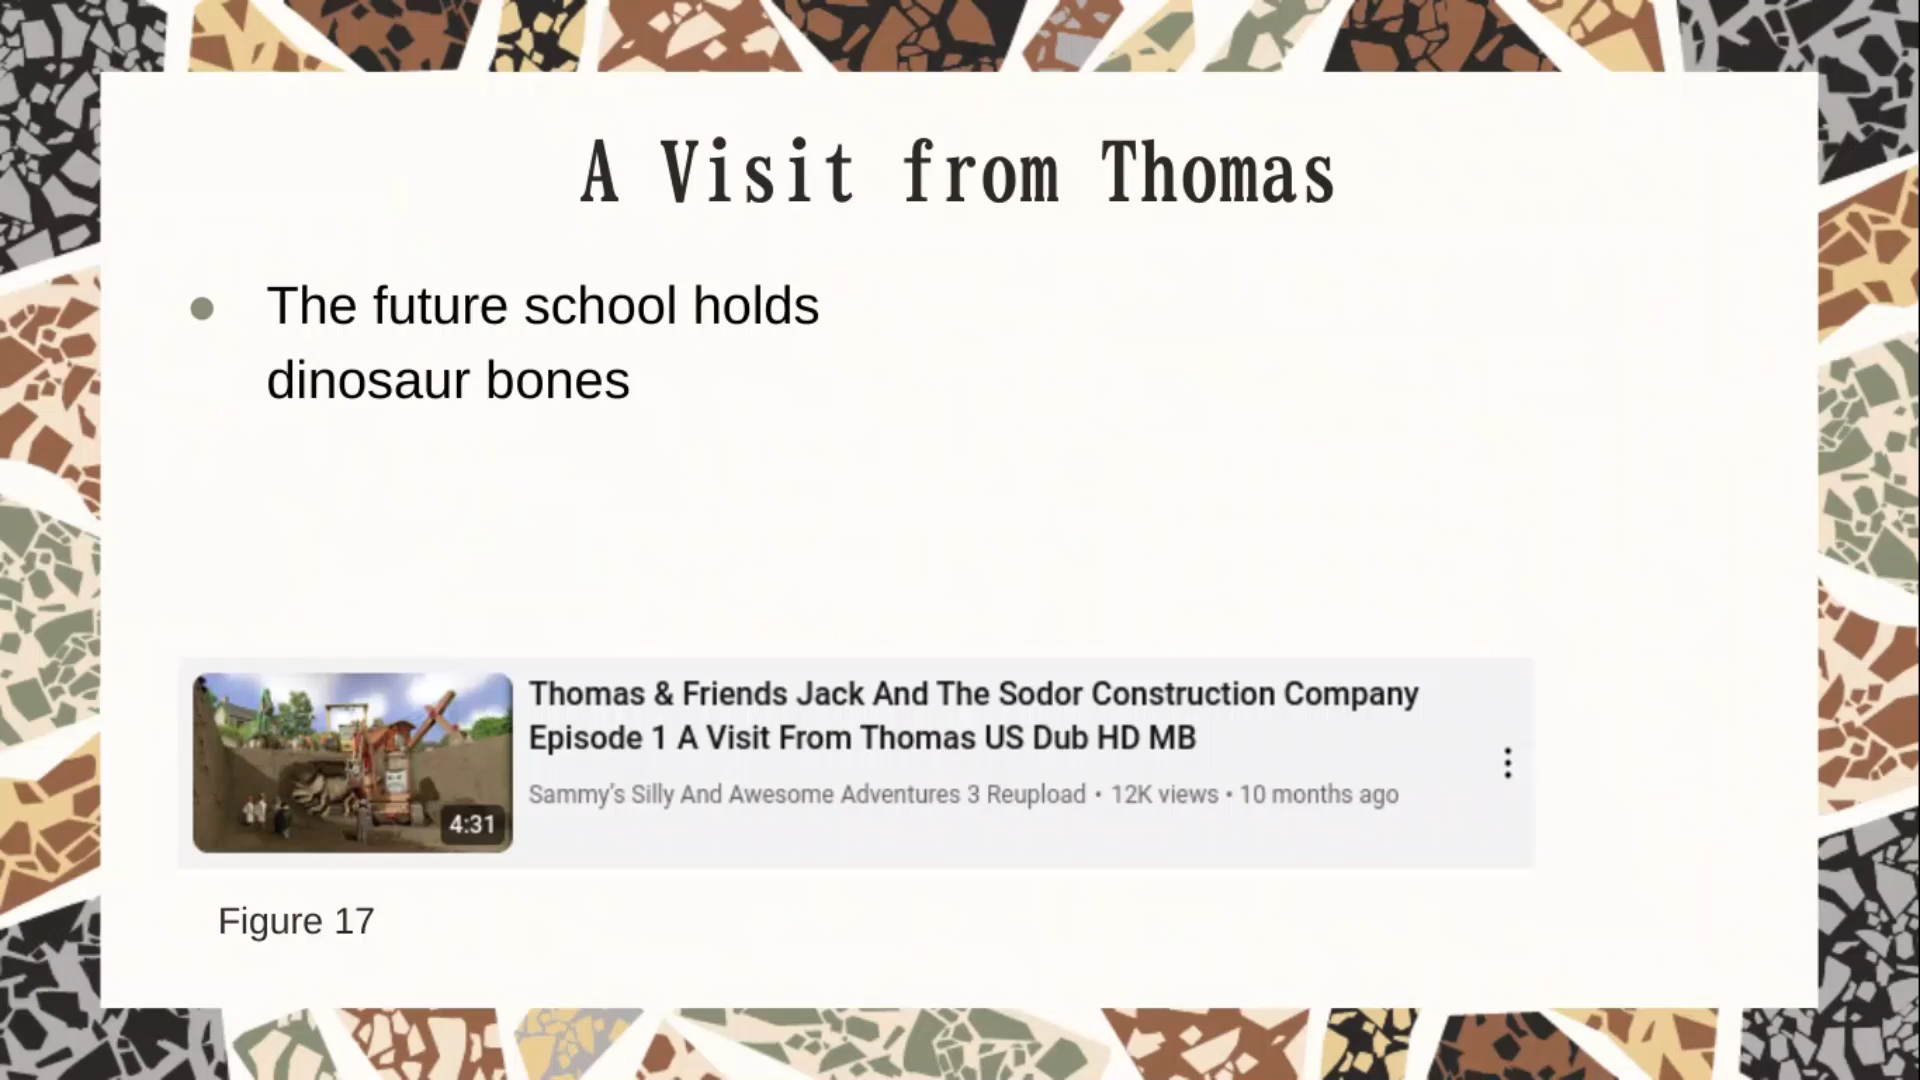 A Visit from Thomas
The future school holds
dinosaur bones
Thomas & Friends Jack And The Sodor Construction Company
Episode 1 A Visit From Thomas US Dub HD MB
Sammy's Silly And Awesome Adventures 3 Reupload • 12K views • 10 months ago
4:31
Figure 17